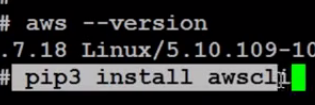 #
# aws --version
.7.18 Linux/5.10.109-10
# pip3 install awscli